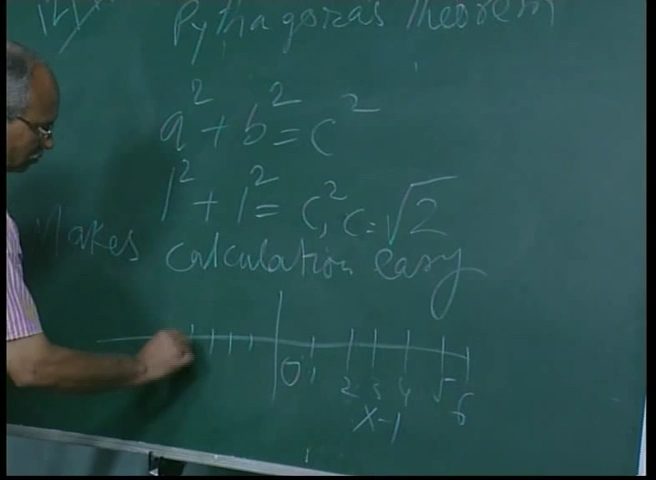 Pythagoras Theorem
a² + b² = c²
1² + 1² = c², c = √2
Makes calculation easy
0 1 2 3 4 5 6
x -1